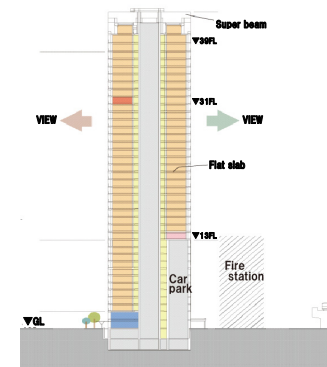 Super beam
▼39FL
▼31FL
VIEW
VIEW
Flat slab
▼13FL
Fire
station
Car
park
▼GL